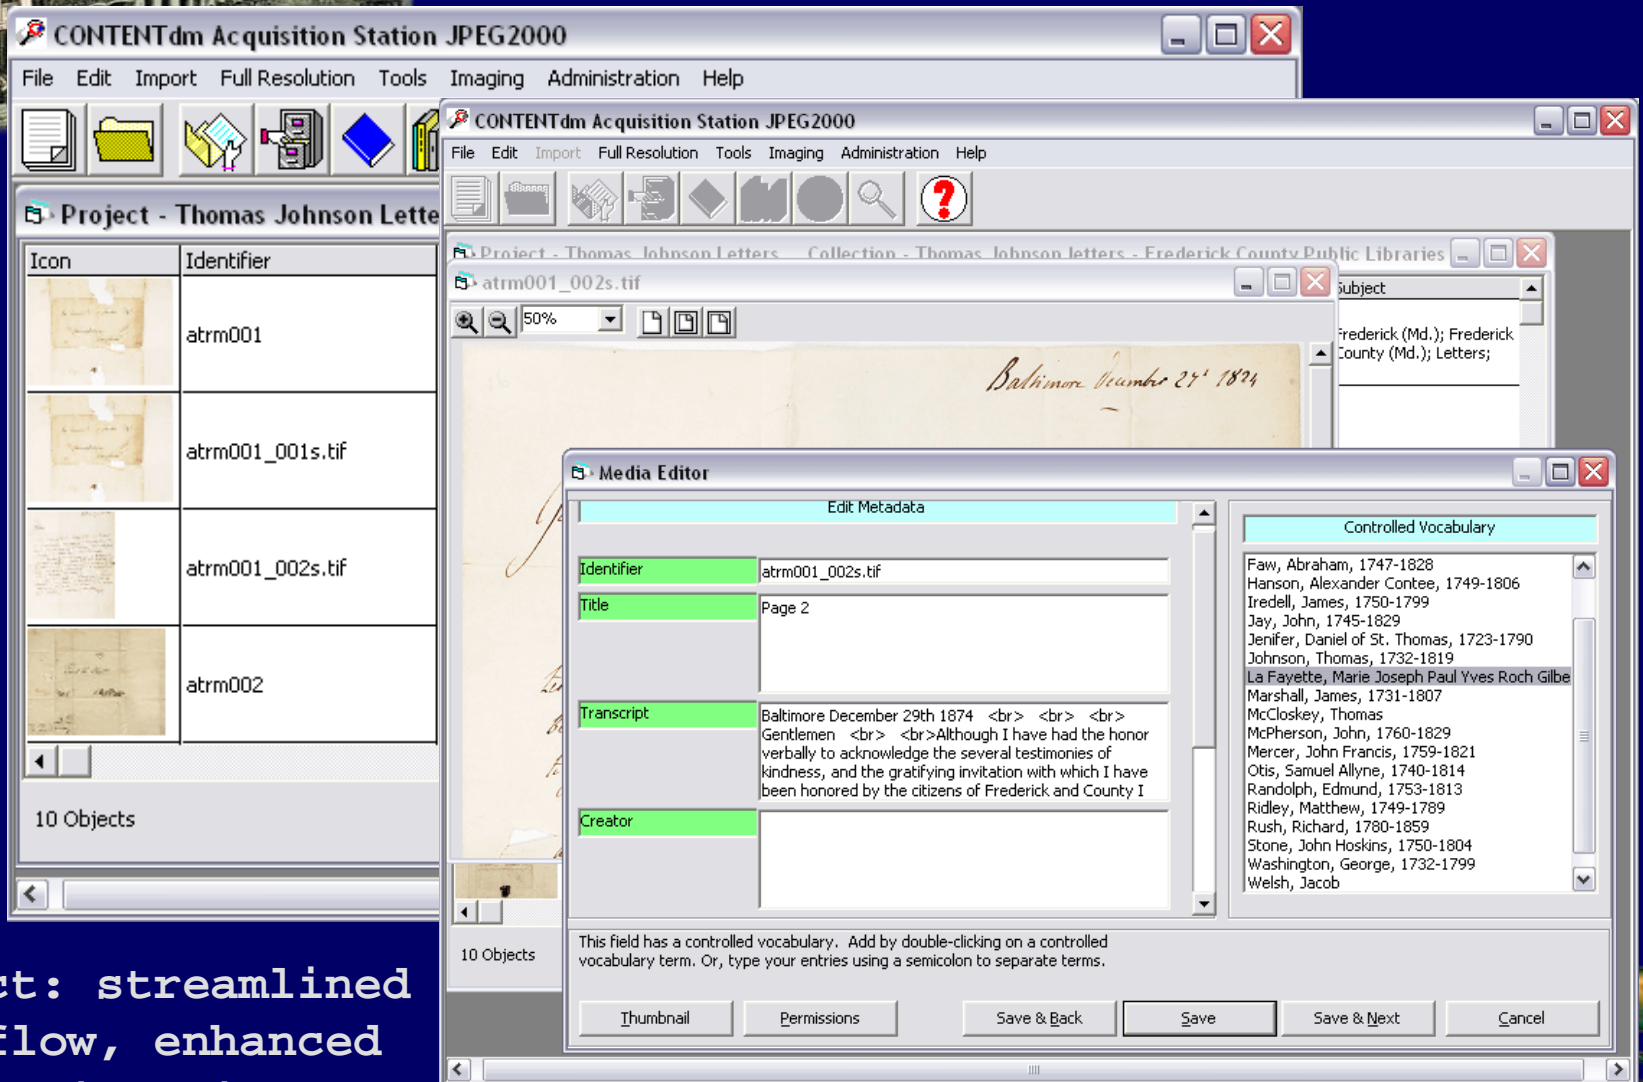 CONTENTdm Acquisition Station JPEG2000
File Edit Import Full Resolution Tools Imaging Administration Help
Project - Thomas Johnson Lette
Icon Identifier
atrm001
atrm001_001s.tif
atrm001_002s.tif
atrm002
10 Objects
CONTENTdm Acquisition Station JPEG2000
File Edit Import Full Resolution Tools Imaging Administration Help
Project - Thomas Johnson Letters Collection - Thomas Johnson letters - Frederick County Public Libraries
Subject
Frederick (Md.); Frederick
County (Md.); Letters;
atrm001_002s.tif
50%
Baltimore December 29t 1824
10 Objects
Media Editor
Edit Metadata
Identifier
atrm001_002s.tif
Title
Page 2
Transcript
Baltimore December 29th 1874 <br> <br> <br>
Gentlemen <br> <br>Although I have had the honor
verbally to acknowledge the several testimonies of
kindness, and the gratifying invitation with which I have
been honored by the citizens of Frederick and County I
Creator
Controlled Vocabulary
Faw, Abraham, 1747-1828
Hanson, Alexander Contee, 1749-1806
Iredell, James, 1750-1799
Jay, John, 1745-1829
Jenifer, Daniel of St. Thomas, 1723-1790
Johnson, Thomas, 1732-1819
La Fayette, Marie Joseph Paul Yves Roch Gilbe
Marshall, James, 1731-1807
McCloskey, Thomas
McPherson, John, 1760-1829
Mercer, John Francis, 1759-1821
Otis, Samuel Allyne, 1740-1814
Randolph, Edmund, 1753-1813
Ridley, Matthew, 1749-1789
Rush, Richard, 1780-1859
Stone, John Hoskins, 1750-1804
Washington, George, 1732-1799
Welsh, Jacob
This field has a controlled vocabulary. Add by double-clicking on a controlled
vocabulary term. Or, type your entries using a semicolon to separate terms.
Thumbnail Permissions Save & Back Save Save & Next Cancel
ct: streamlined
flow, enhanced